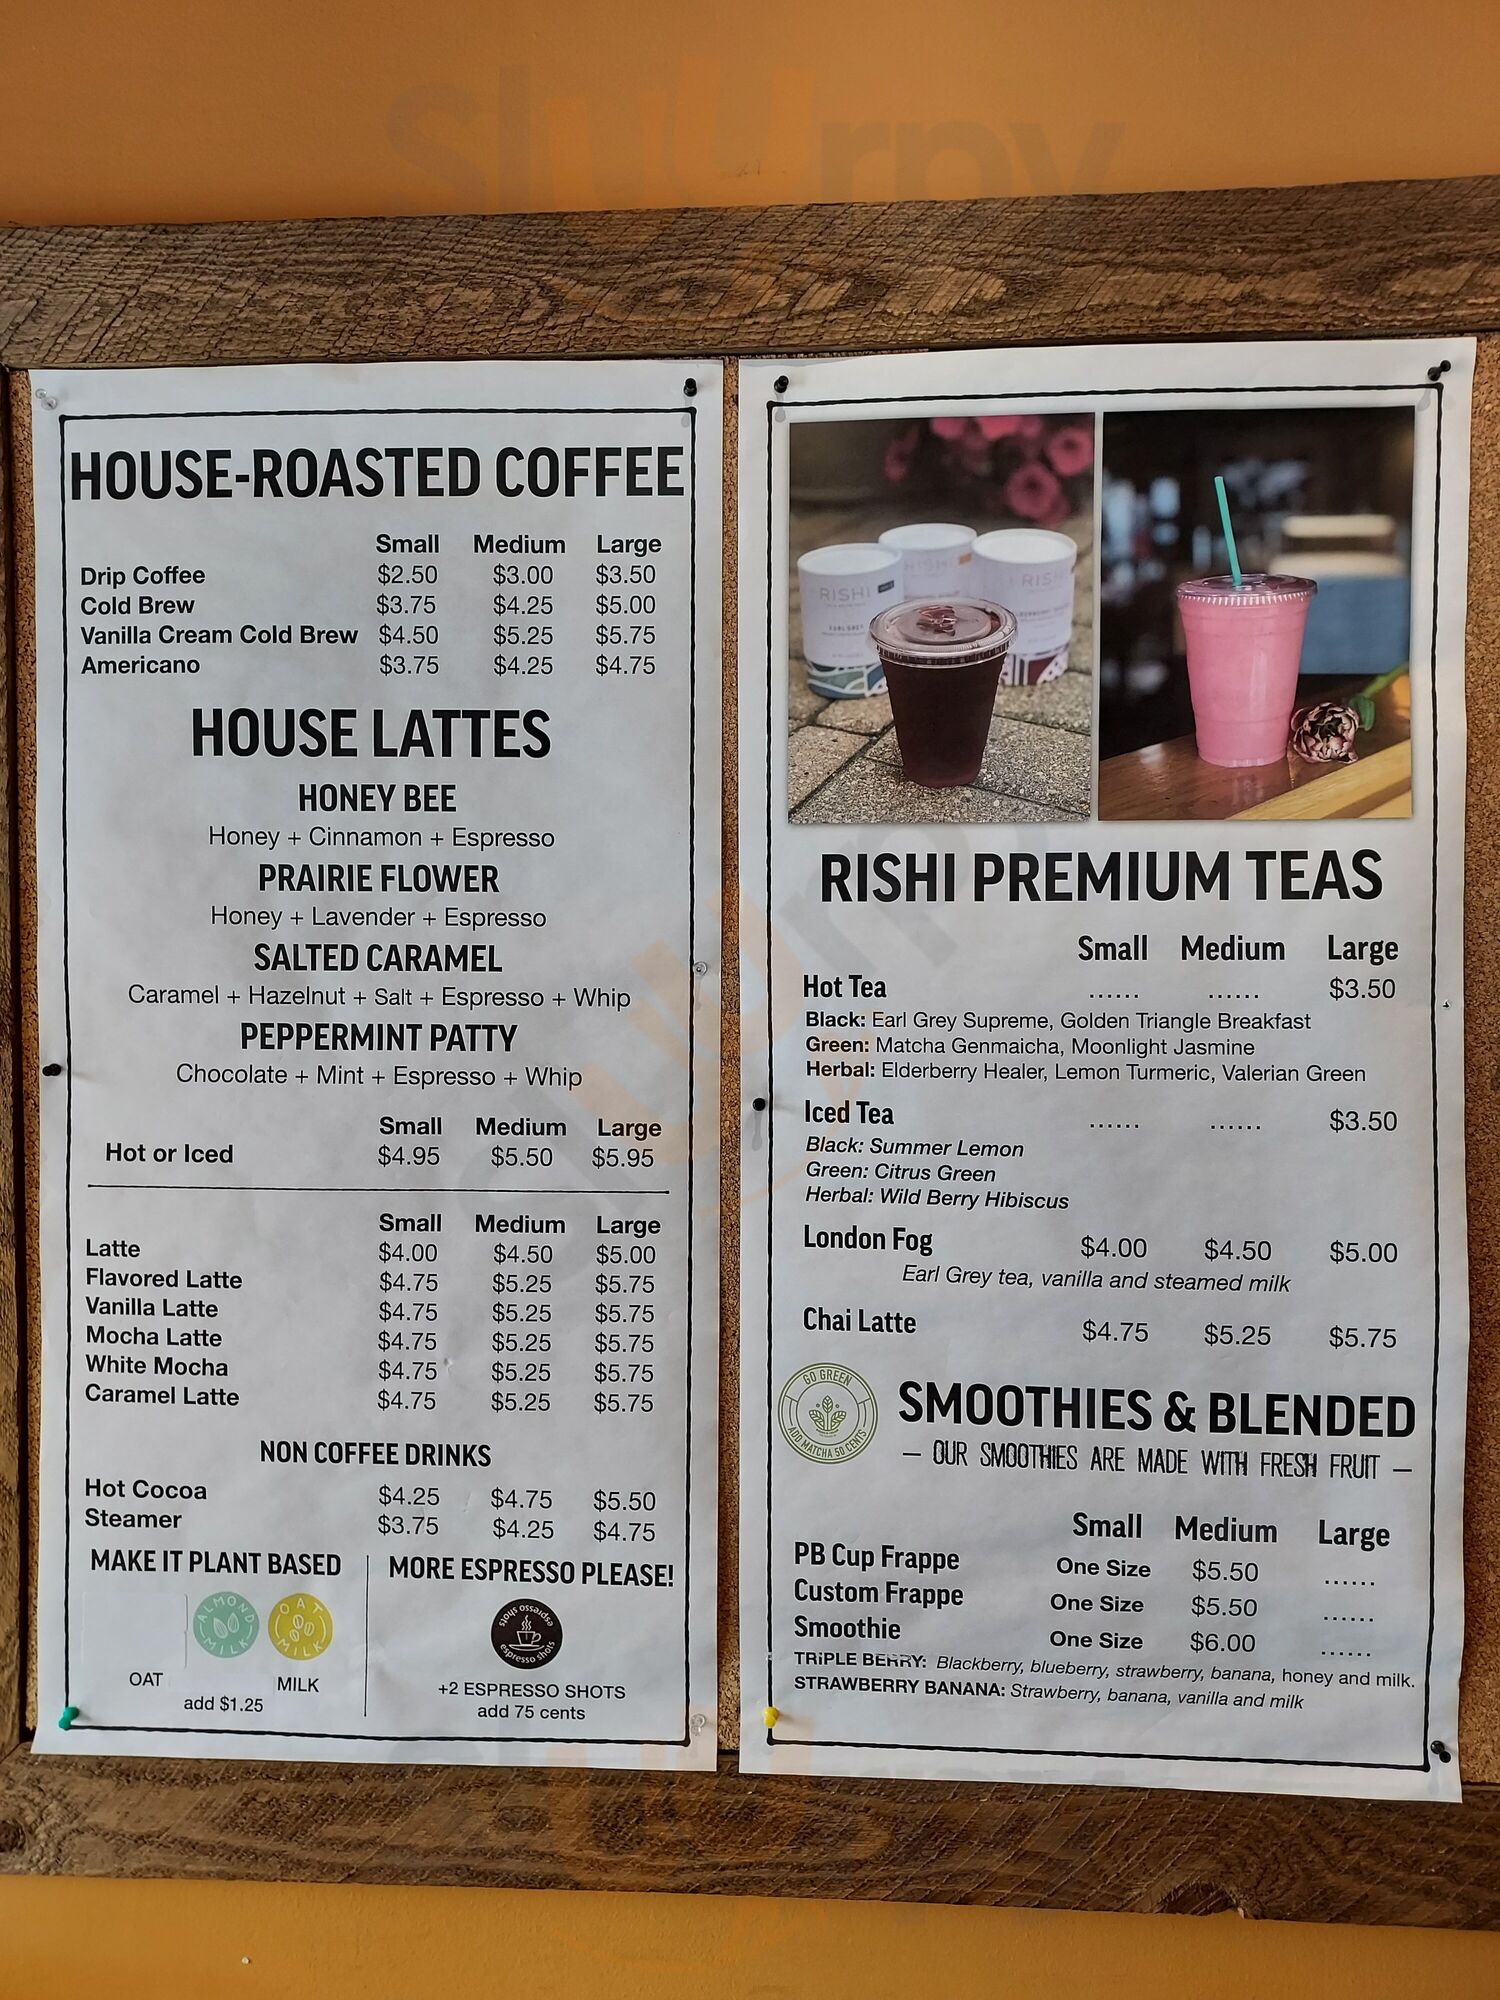 Sluurpy
HOUSE-ROASTED COFFEE
Small Medium Large
Drip Coffee $2.50 $3.00 $3.50
Cold Brew $3.75 $4.25 $5.00
Vanilla Cream Cold Brew $4.50 $5.25 $5.75
Americano $3.75 $4.25 $4.75
HOUSE LATTES
HONEY BEE
Honey + Cinnamon + Espresso
PRAIRIE FLOWER
Honey + Lavender + Espresso
SALTED CARAMEL
Caramel + Hazelnut + Salt + Espresso + Whip
PEPPERMINT PATTY
Chocolate + Mint + Espresso + Whip
Small Medium Large
Hot or Iced $4.95 $5.50 $5.95
Small Medium Large
Latte $4.00 $4.50 $5.00
Flavored Latte $4.75 $5.25 $5.75
Vanilla Latte $4.75 $5.25 $5.75
Mocha Latte $4.75 $5.25 $5.75
White Mocha $4.75 $5.25 $5.75
Caramel Latte $4.75 $5.25 $5.75
NON COFFEE DRINKS
Hot Cocoa $4.25 $4.75 $5.50
Steamer $3.75 $4.25 $4.75
MAKE IT PLANT BASED
ALMOND MILK
OAT MILK
OAT MILK
add $1.25
MORE ESPRESSO PLEASE!
espresso shots
espresso shots
+2 ESPRESSO SHOTS
add 75 cents
RISHI
EARL GREY
RISHI
RISHI
RISHI PREMIUM TEAS
Small Medium Large
Hot Tea ...... ...... $3.50
Black: Earl Grey Supreme, Golden Triangle Breakfast
Green: Matcha Genmaicha, Moonlight Jasmine
Herbal: Elderberry Healer, Lemon Turmeric, Valerian Green
Iced Tea ...... ...... $3.50
Black: Summer Lemon
Green: Citrus Green
Herbal: Wild Berry Hibiscus
London Fog $4.00 $4.50 $5.00
Earl Grey tea, vanilla and steamed milk
Chai Latte $4.75 $5.25 $5.75
GO GREEN
ADD MATCHA 50 CENTS
SMOOTHIES & BLENDED
— OUR SMOOTHIES ARE MADE WITH FRESH FRUIT —
Small Medium Large
PB Cup Frappe One Size $5.50 ......
Custom Frappe One Size $5.50 ......
Smoothie One Size $6.00 ......
TRiPLE BERRY: Blackberry, blueberry, strawberry, banana, honey and milk.
STRAWBERRY BANANA: Strawberry, banana, vanilla and milk